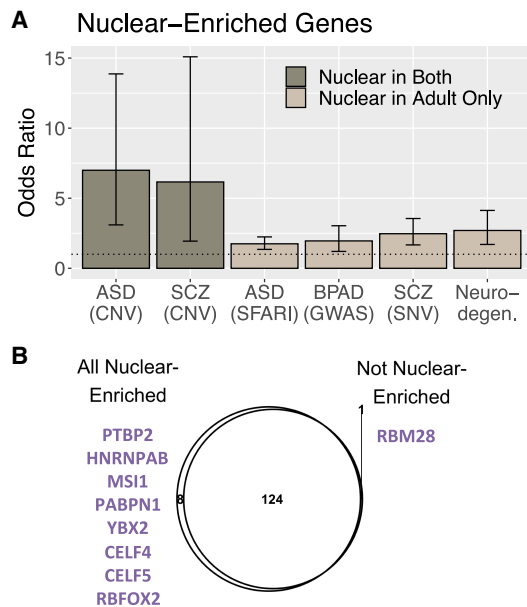 A
Nuclear–Enriched Genes
Odds Ratio
15
10
5
0
Nuclear in Both
Nuclear in Adult Only
ASD
(CNV)
SCZ
(CNV)
ASD
(SFARI)
BPAD
(GWAS)
SCZ
(SNV)
Neuro–
degen.
B
All Nuclear-
Enriched
Not Nuclear-
Enriched
PTBP2
HNRNPAB
MSI1
PABPN1
YBX2
CELF4
CELF5
RBFOX2
8
124
1
RBM28